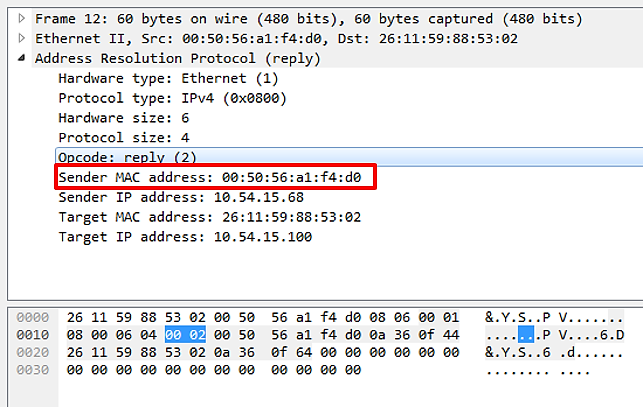 Frame 12: 60 bytes on wire (480 bits), 60 bytes captured (480 bits)
Ethernet II, Src: 00:50:56:a1:f4:d0, Dst: 26:11:59:88:53:02
Address Resolution Protocol (reply)
Hardware type: Ethernet (1)
Protocol type: IPv4 (0x0800)
Hardware size: 6
Protocol size: 4
Opcode: reply (2)
Sender MAC address: 00:50:56:a1:f4:d0
Sender IP address: 10.54.15.68
Target MAC address: 26:11:59:88:53:02
Target IP address: 10.54.15.100
0000 26 11 59 88 53 02 00 50 56 a1 f4 d0 08 06 00 01 &.Y.S..P V.......
0010 08 00 06 04 00 02 00 50 56 a1 f4 d0 0a 36 0f 44 .......P V....6.D
0020 26 11 59 88 53 02 0a 36 0f 64 00 00 00 00 00 00 &.Y.S..6 .d......
0030 00 00 00 00 00 00 00 00 00 00 00 00 ........ ....